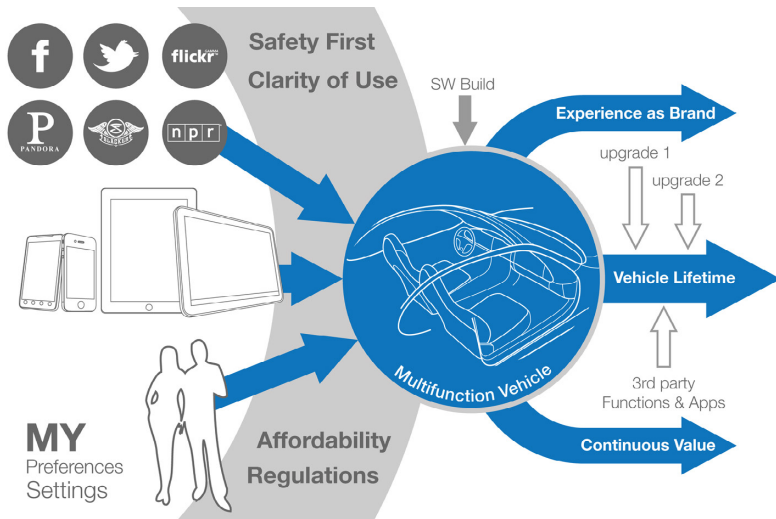 Safety First
Clarity of Use
f
flickr
P
PANDORA
npr
SW Build
Experience as Brand
upgrade 1
upgrade 2
Vehicle Lifetime
Multifunction Vehicle
3rd party
Functions & Apps
MY
Preferences
Settings
Affordability
Regulations
Continuous Value